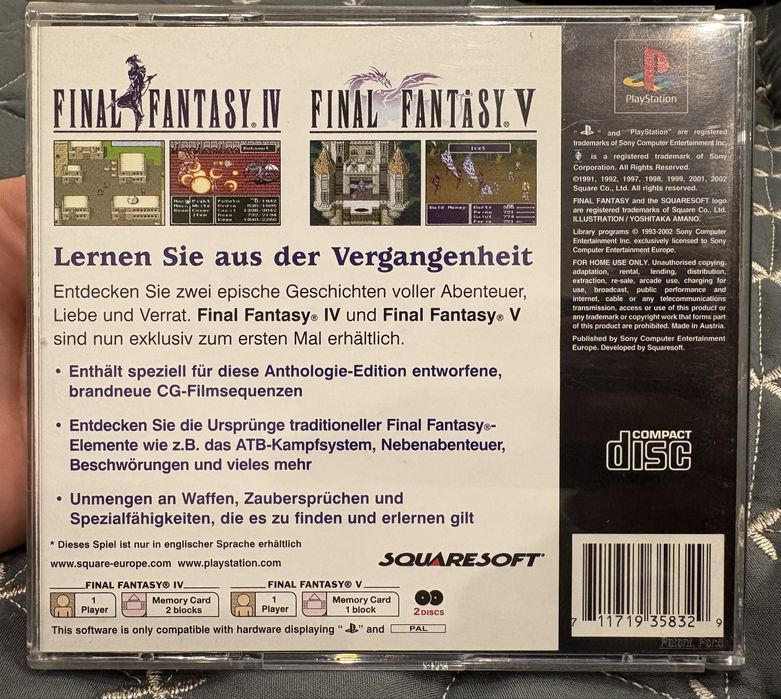 FINAL FANTASY® IV
FINAL FANTASY® V
Bahamut
Ice3
Lernen Sie aus der Vergangenheit
Entdecken Sie zwei epische Geschichten voller Abenteuer,
Liebe und Verrat. Final Fantasy® IV und Final Fantasy® V
sind nun exklusiv zum ersten Mal erhältlich.
• Enthält speziell für diese Anthologie-Edition entworfene,
brandneue CG-Filmsequenzen
• Entdecken Sie die Ursprünge traditioneller Final Fantasy®-
Elemente wie z.B. das ATB-Kampfsystem, Nebenabenteuer,
Beschwörungen und vieles mehr
• Unmengen an Waffen, Zaubersprüchen und
Spezialfähigkeiten, die es zu finden und erlernen gilt
* Dieses Spiel ist nur in englischer Sprache erhältlich
www.square-europe.com www.playstation.com
SQUARESOFT®
FINAL FANTASY® IV
1
Player
Memory Card
2 blocks
FINAL FANTASY® V
1
Player
Memory Card
1 block
2 DISCS
This software is only compatible with hardware displaying " " and PAL
PlayStation
" " and "PlayStation" are registered
trademarks of Sony Computer Entertainment Inc.
is a registered trademark of Sony
Corporation. All Rights Reserved.
©1991, 1992, 1997, 1998, 1999, 2001, 2002
Square Co., Ltd. All rights reserved.
FINAL FANTASY and the SQUARESOFT logo
are registered trademarks of Square Co., Ltd.
ILLUSTRATION / YOSHITAKA AMANO.
Library programs © 1993-2002 Sony Computer
Entertainment Inc. exclusively licensed to Sony
Computer Entertainment Europe.
FOR HOME USE ONLY. Unauthorised copying,
adaptation, rental, lending, distribution,
extraction, re-sale, arcade use, charging for
use, broadcast, public performance and
internet, cable or any telecommunications
transmission, access or use of this product or
any trademark or copyright work that forms part
of this product are prohibited. Made in Austria.
Published by Sony Computer Entertainment
Europe. Developed by Squaresoft.
COMPACT
disc
7 11719 35832 9